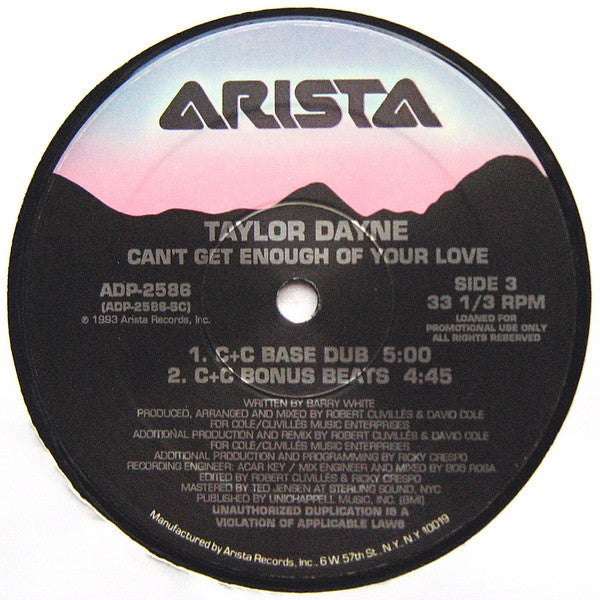 ARISTA
TAYLOR DAYNE
CAN'T GET ENOUGH OF YOUR LOVE
ADP-2586
(ADP-2586-SC)
℗ 1993 Arista Records, Inc.
SIDE 3
33 1/3 RPM
LOANED FOR
PROMOTIONAL USE ONLY
ALL RIGHTS RESERVED
1. C+C BASE DUB 5:00
2. C+C BONUS BEATS 4:45
WRITTEN BY BARRY WHITE
PRODUCED, ARRANGED AND MIXED BY ROBERT CLIVILLÉS & DAVID COLE
FOR COLE/CLIVILLÉS MUSIC ENTERPRISES
ADDITIONAL PRODUCTION AND REMIX BY ROBERT CLIVILLÉS & DAVID COLE
FOR COLE/CLIVILLÉS MUSIC ENTERPRISES
ADDITIONAL PRODUCTION AND PROGRAMMING BY RICKY CRESPO
RECORDING ENGINEER: ACAR KEY / MIX ENGINEER AND MIXED BY BOB ROSA
EDITED BY ROBERT CLIVILLÉS & RICKY CRESPO
MASTERED BY TED JENSEN AT STERLING SOUND, NYC
PUBLISHED BY UNICHAPPELL MUSIC, INC. (BMI)
UNAUTHORIZED DUPLICATION IS A
VIOLATION OF APPLICABLE LAWS
Manufactured by Arista Records, Inc., 6 W 57th St., N.Y., N.Y 10019